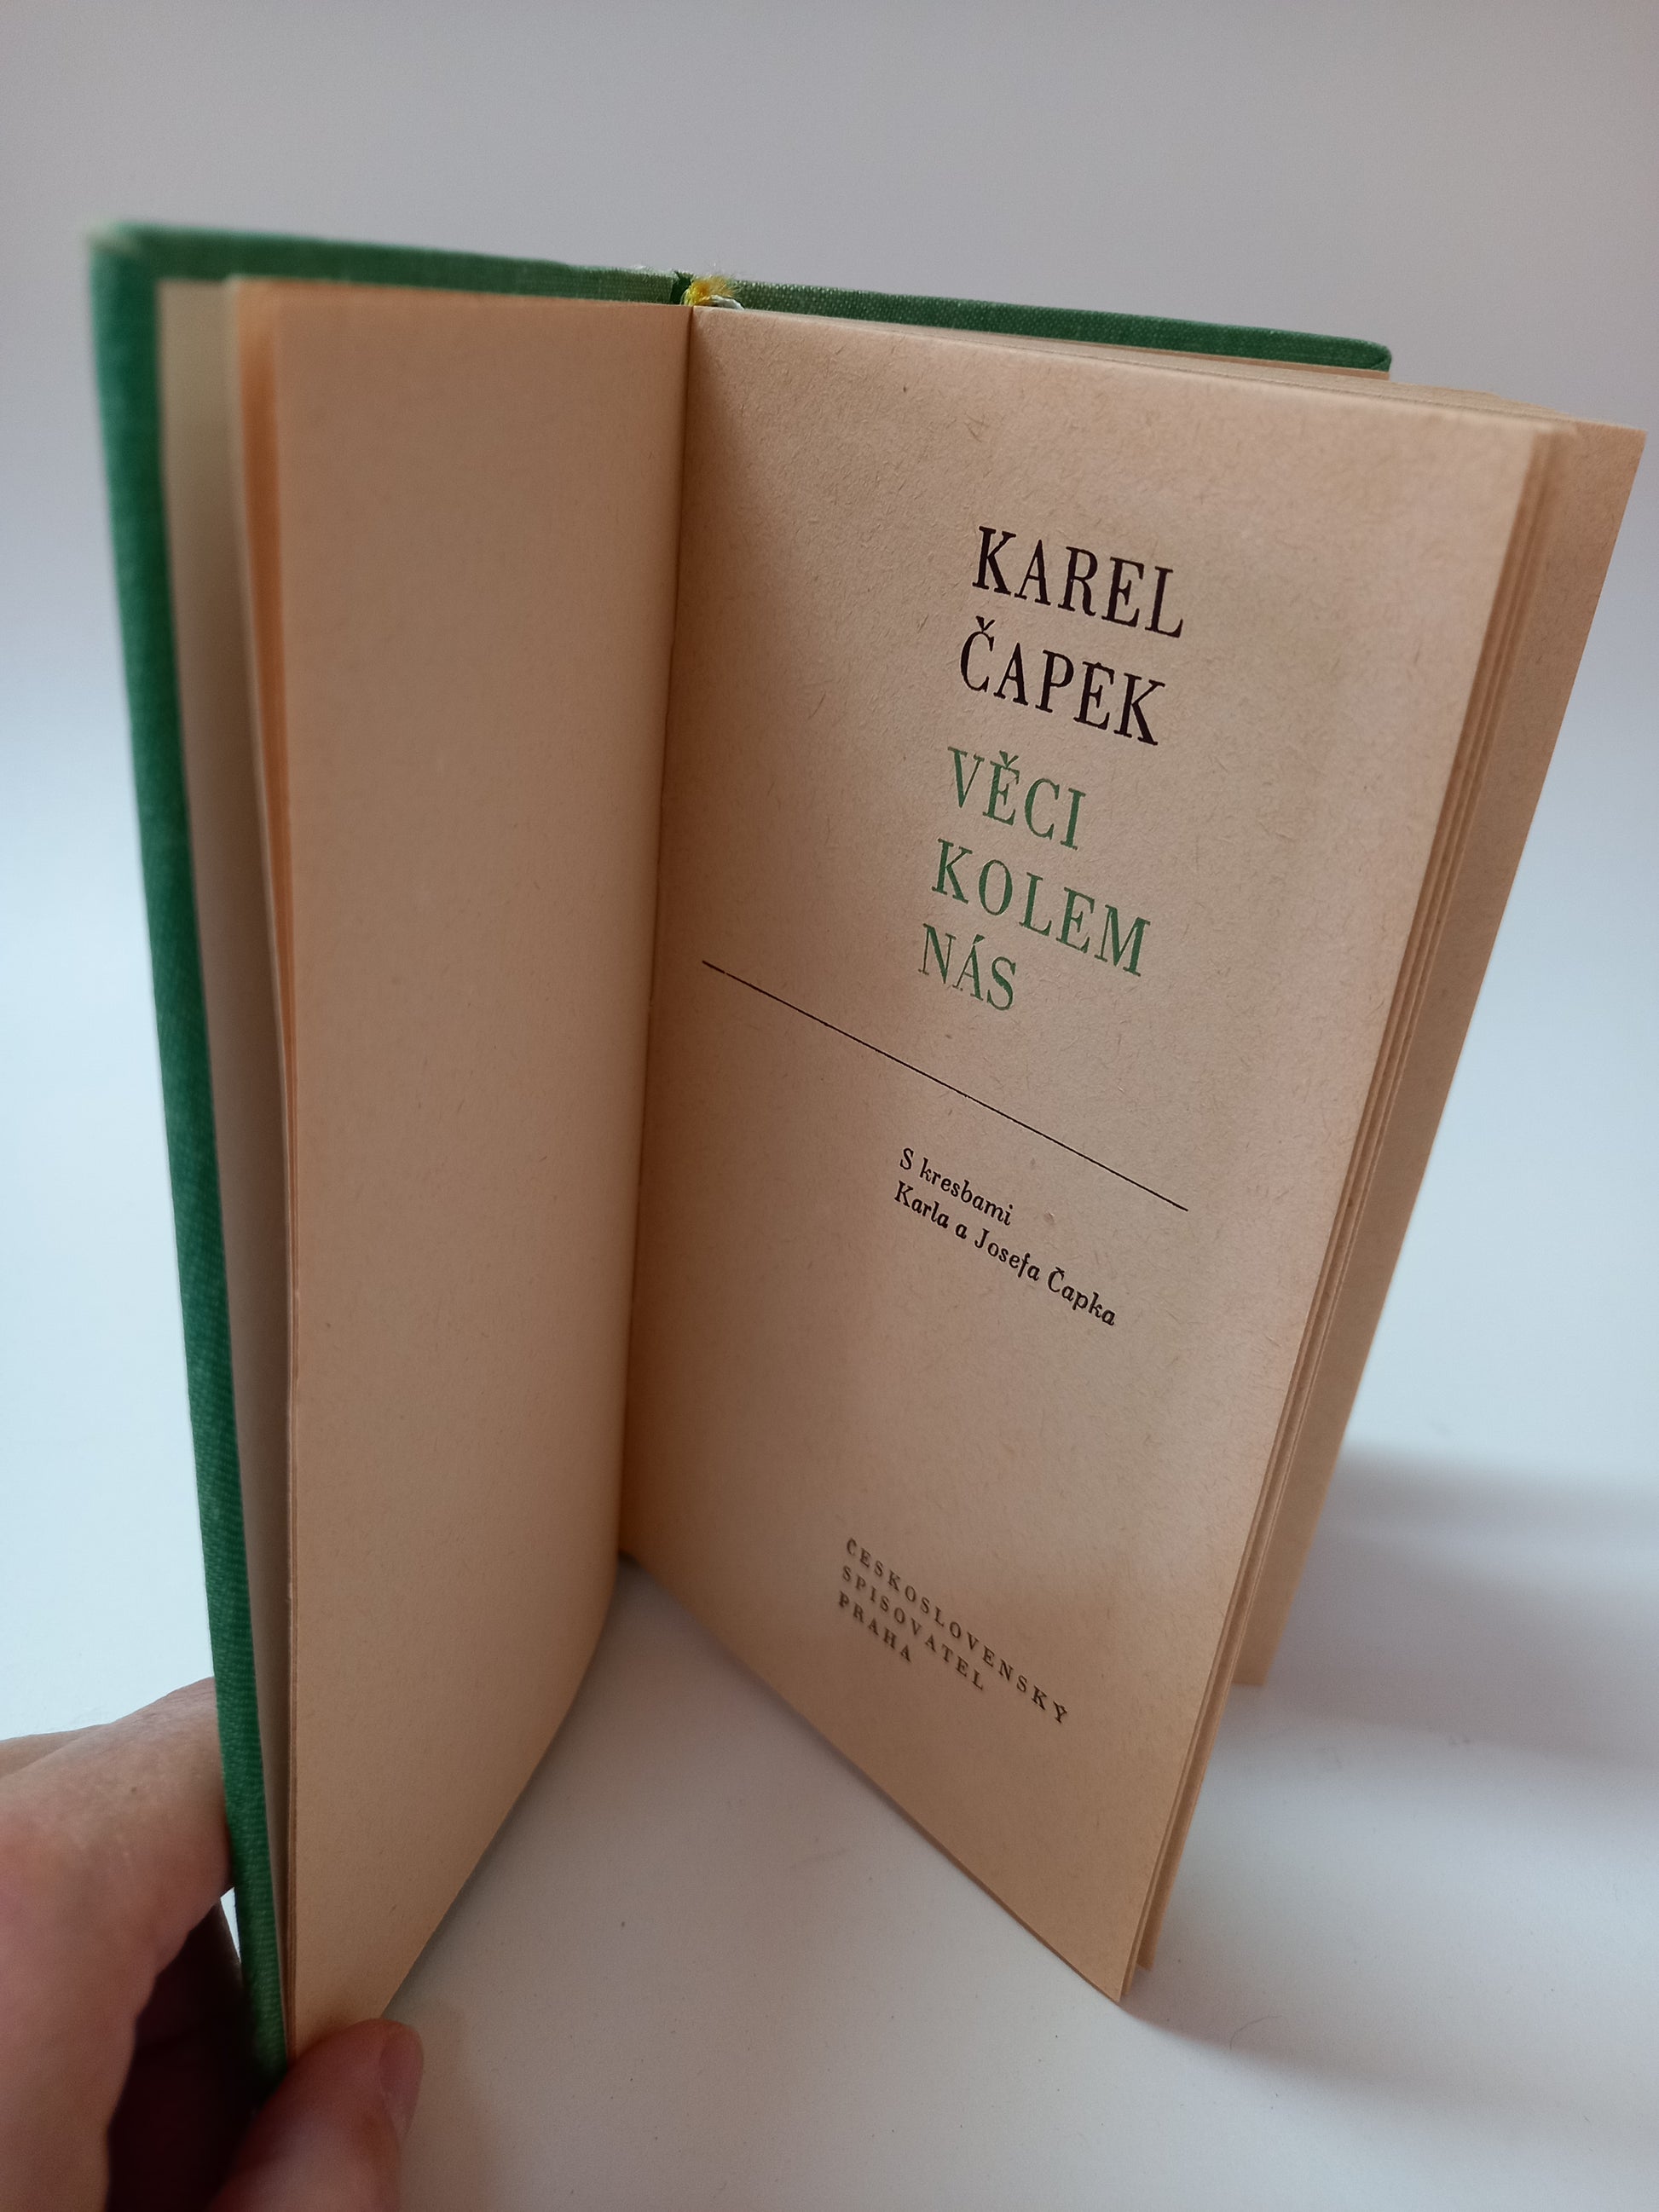 KAREL
ČAPEK
VĚCI
KOLEM
NÁS
S kresbami
Karla a Josefa Čapka
ČESKOSLOVENSKÝ
SPISOVATEL
PRAHA